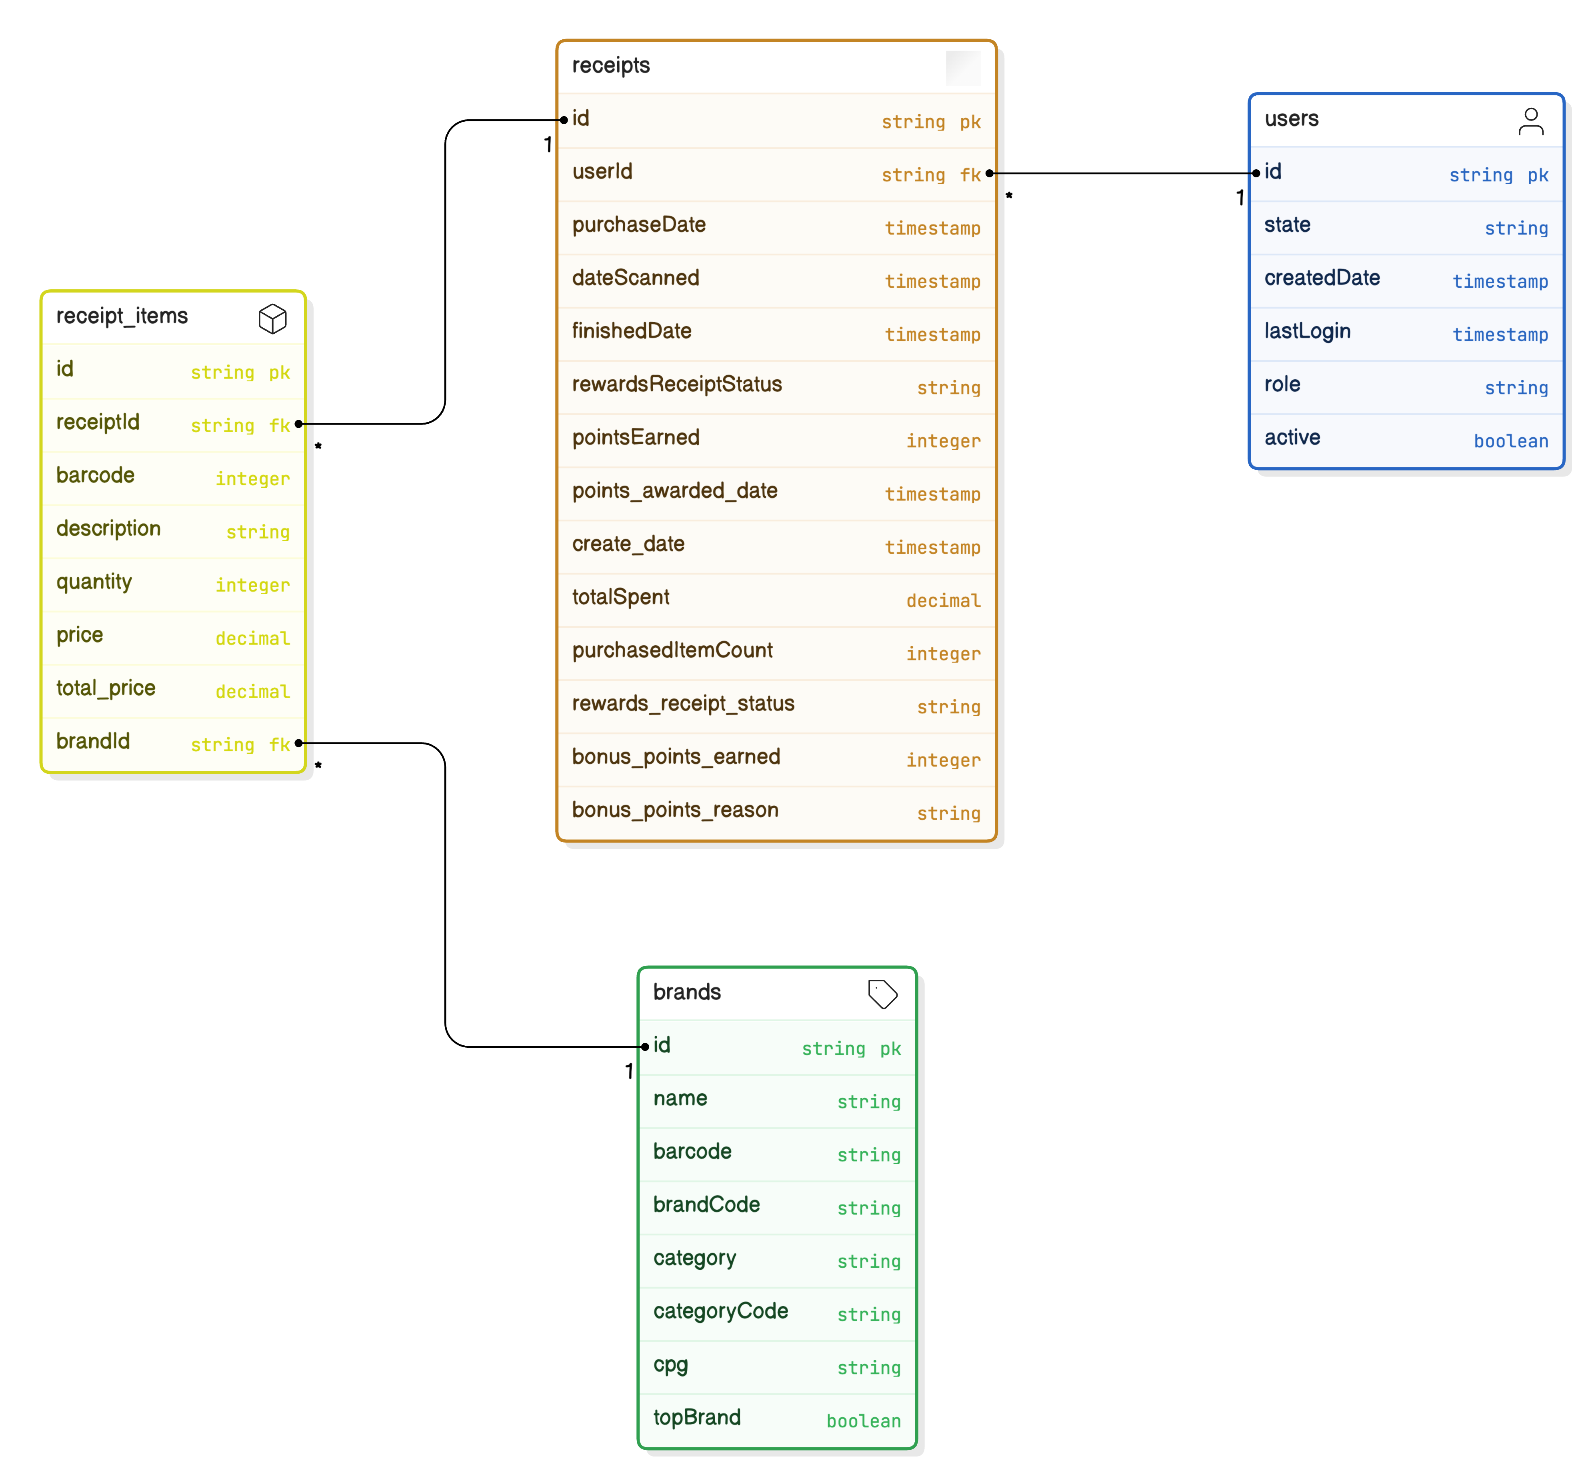 receipts
id string pk
1
userId string fk
*
purchaseDate timestamp
dateScanned timestamp
finishedDate timestamp
rewardsReceiptStatus string
pointsEarned integer
points_awarded_date timestamp
create_date timestamp
totalSpent decimal
purchasedItemCount integer
rewards_receipt_status string
bonus_points_earned integer
bonus_points_reason string
users
id string pk
1
state string
createdDate timestamp
lastLogin timestamp
role string
active boolean
receipt_items
id string pk
receiptId string fk
*
barcode integer
description string
quantity integer
price decimal
total_price decimal
brandId string fk
*
brands
id string pk
1
name string
barcode string
brandCode string
category string
categoryCode string
cpg string
topBrand boolean